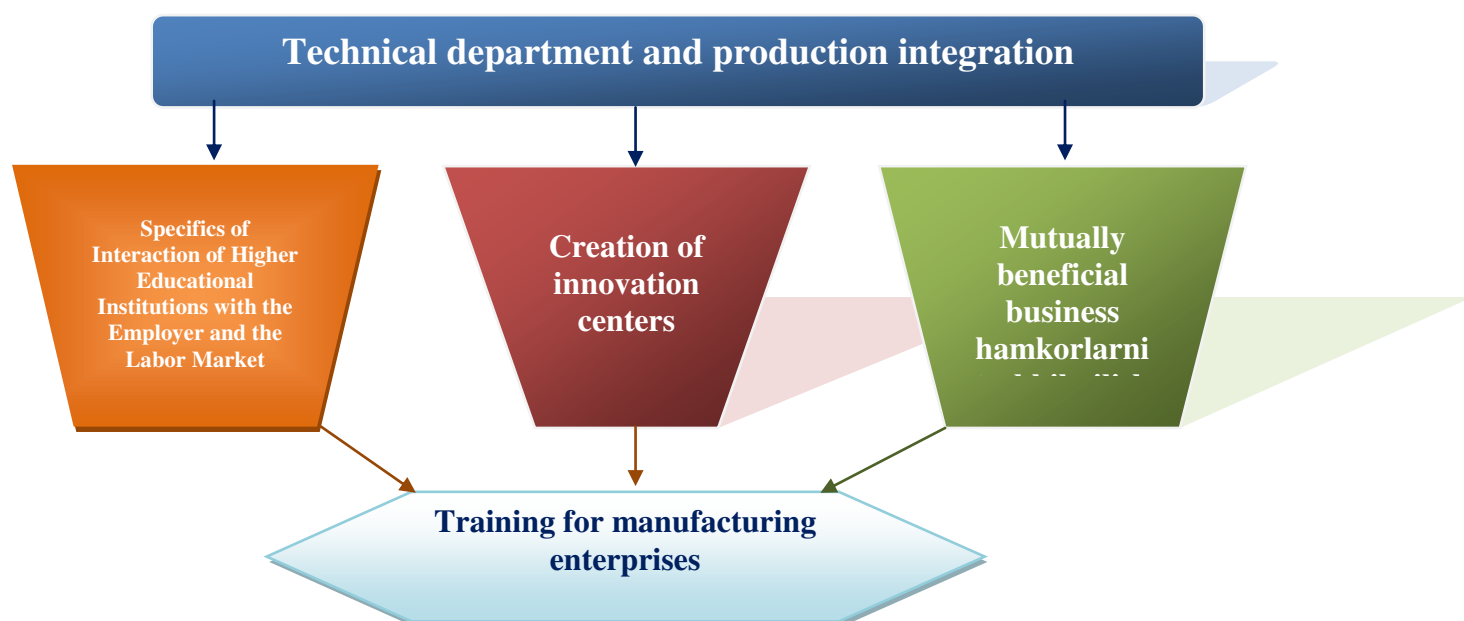 Technical department and production integration
Specifics of
Interaction of Higher
Educational
Institutions with the
Employer and the
Labor Market
Creation of
innovation
centers
Mutually
beneficial
business
hamkorlarni
Training for manufacturing
enterprises